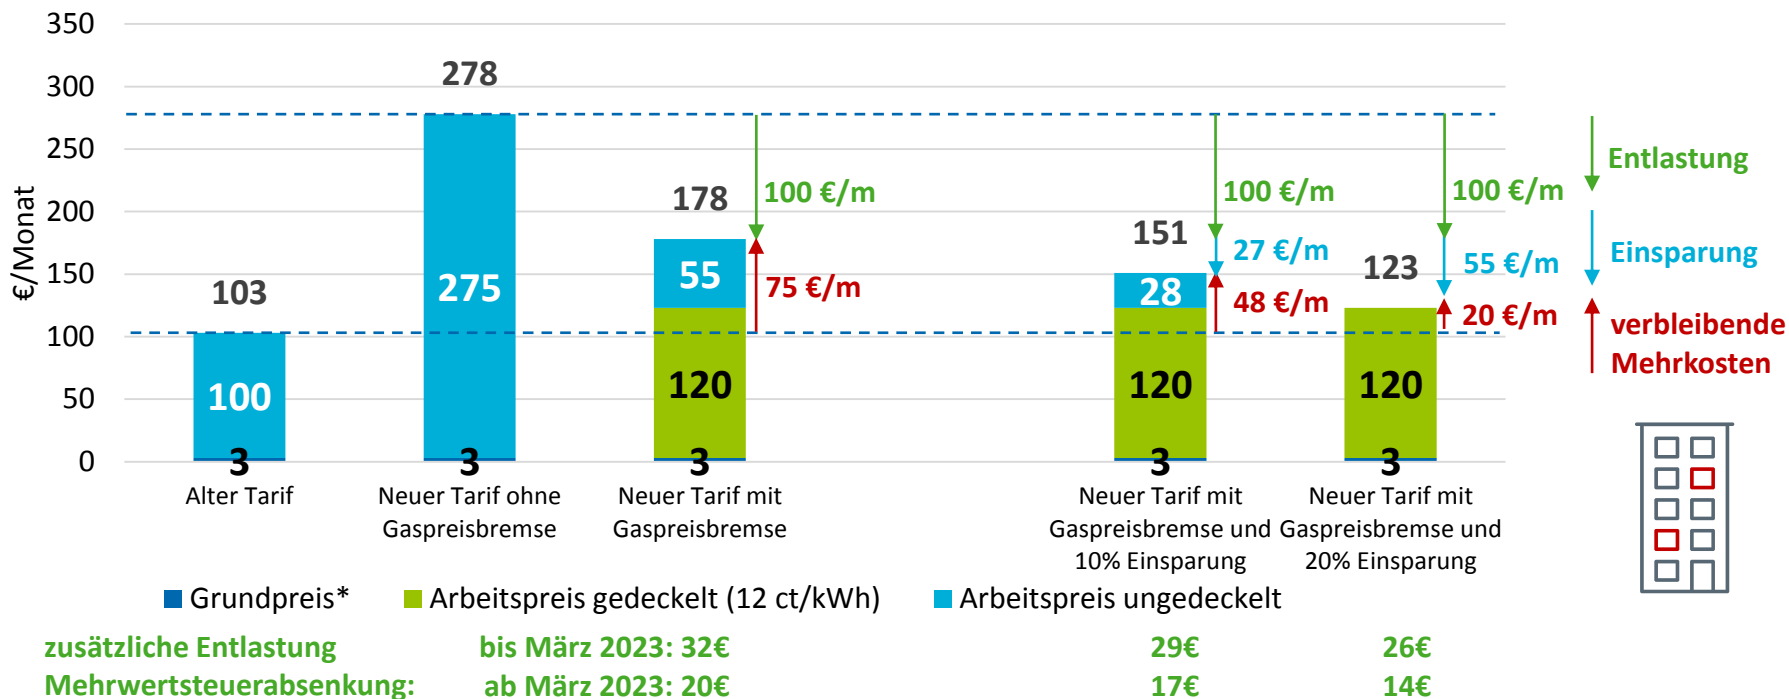 350
300
250
200
150
100
50
0
€/Monat
103
100
3
278
275
3
178
55
120
3
100 €/m
75 €/m
151
28
120
3
100 €/m
27 €/m
48 €/m
123
120
3
100 €/m
55 €/m
20 €/m
Entlastung
Einsparung
verbleibende
Mehrkosten
Alter Tarif
Neuer Tarif ohne
Gaspreisbremse
Neuer Tarif mit
Gaspreisbremse
Neuer Tarif mit
Gaspreisbremse und
10% Einsparung
Neuer Tarif mit
Gaspreisbremse und
20% Einsparung
Grundpreis* Arbeitspreis gedeckelt (12 ct/kWh) Arbeitspreis ungedeckelt
zusätzliche Entlastung bis März 2023: 32€ 29€ 26€
Mehrwertsteuerabsenkung: ab März 2023: 20€ 17€ 14€